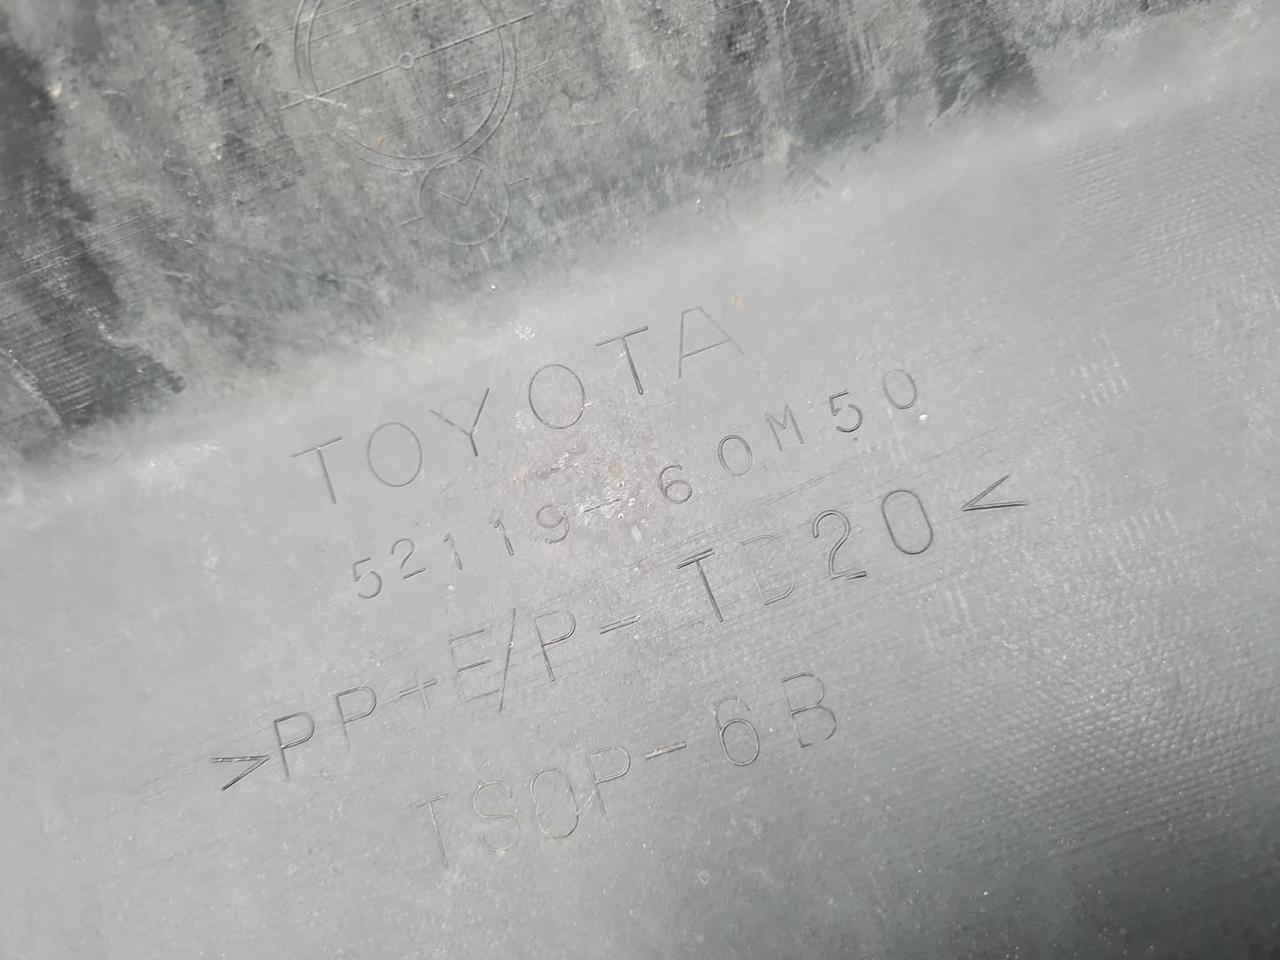 TOYOTA
52119-60M50
>PP+E/P-TD20<
TSOP-6B